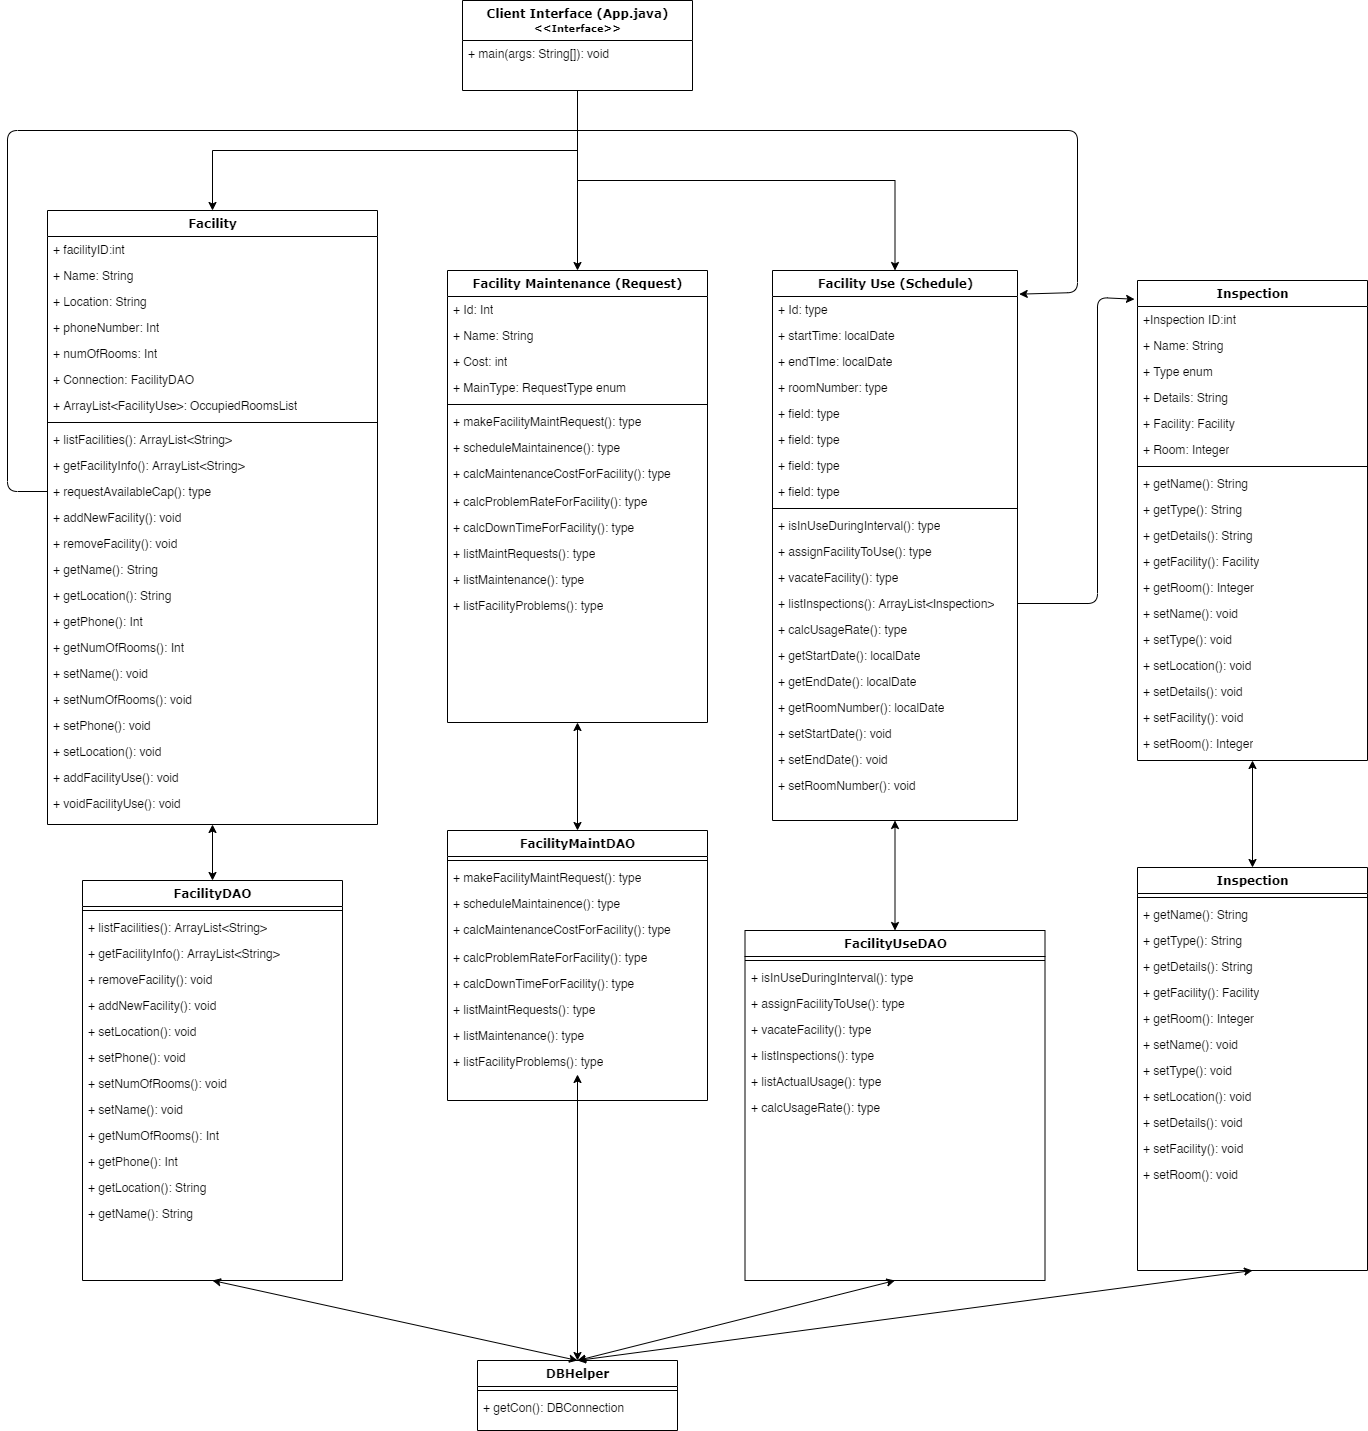 Client Interface (App.java)
<<Interface>>
+ main(args: String[]): void
Facility
+ facilityID:int
+ Name: String
+ Location: String
+ phoneNumber: Int
+ numOfRooms: Int
+ Connection: FacilityDAO
+ ArrayList<FacilityUse>: OccupiedRoomsList
+ listFacilities(): ArrayList<String>
+ getFacilityInfo(): ArrayList<String>
+ requestAvailableCap(): type
+ addNewFacility(): void
+ removeFacility(): void
+ getName(): String
+ getLocation(): String
+ getPhone(): Int
+ getNumOfRooms(): Int
+ setName(): void
+ setNumOfRooms(): void
+ setPhone(): void
+ setLocation(): void
+ addFacilityUse(): void
+ voidFacilityUse(): void
Facility Maintenance (Request)
+ Id: Int
+ Name: String
+ Cost: int
+ MainType: RequestType enum
+ makeFacilityMaintRequest(): type
+ scheduleMaintainence(): type
+ calcMaintenanceCostForFacility(): type
+ calcProblemRateForFacility(): type
+ calcDownTimeForFacility(): type
+ listMaintRequests(): type
+ listMaintenance(): type
+ listFacilityProblems(): type
Facility Use (Schedule)
+ Id: type
+ startTime: localDate
+ endTIme: localDate
+ roomNumber: type
+ field: type
+ field: type
+ field: type
+ field: type
+ isInUseDuringInterval(): type
+ assignFacilityToUse(): type
+ vacateFacility(): type
+ listInspections(): ArrayList<Inspection>
+ calcUsageRate(): type
+ getStartDate(): localDate
+ getEndDate(): localDate
+ getRoomNumber(): localDate
+ setStartDate(): void
+ setEndDate(): void
+ setRoomNumber(): void
Inspection
+Inspection ID:int
+ Name: String
+ Type enum
+ Details: String
+ Facility: Facility
+ Room: Integer
+ getName(): String
+ getType(): String
+ getDetails(): String
+ getFacility(): Facility
+ getRoom(): Integer
+ setName(): void
+ setType(): void
+ setLocation(): void
+ setDetails(): void
+ setFacility(): void
+ setRoom(): Integer
FacilityDAO
+ listFacilities(): ArrayList<String>
+ getFacilityInfo(): ArrayList<String>
+ removeFacility(): void
+ addNewFacility(): void
+ setLocation(): void
+ setPhone(): void
+ setNumOfRooms(): void
+ setName(): void
+ getNumOfRooms(): Int
+ getPhone(): Int
+ getLocation(): String
+ getName(): String
FacilityMaintDAO
+ makeFacilityMaintRequest(): type
+ scheduleMaintainence(): type
+ calcMaintenanceCostForFacility(): type
+ calcProblemRateForFacility(): type
+ calcDownTimeForFacility(): type
+ listMaintRequests(): type
+ listMaintenance(): type
+ listFacilityProblems(): type
FacilityUseDAO
+ isInUseDuringInterval(): type
+ assignFacilityToUse(): type
+ vacateFacility(): type
+ listInspections(): type
+ listActualUsage(): type
+ calcUsageRate(): type
Inspection
+ getName(): String
+ getType(): String
+ getDetails(): String
+ getFacility(): Facility
+ getRoom(): Integer
+ setName(): void
+ setType(): void
+ setLocation(): void
+ setDetails(): void
+ setFacility(): void
+ setRoom(): void
DBHelper
+ getCon(): DBConnection